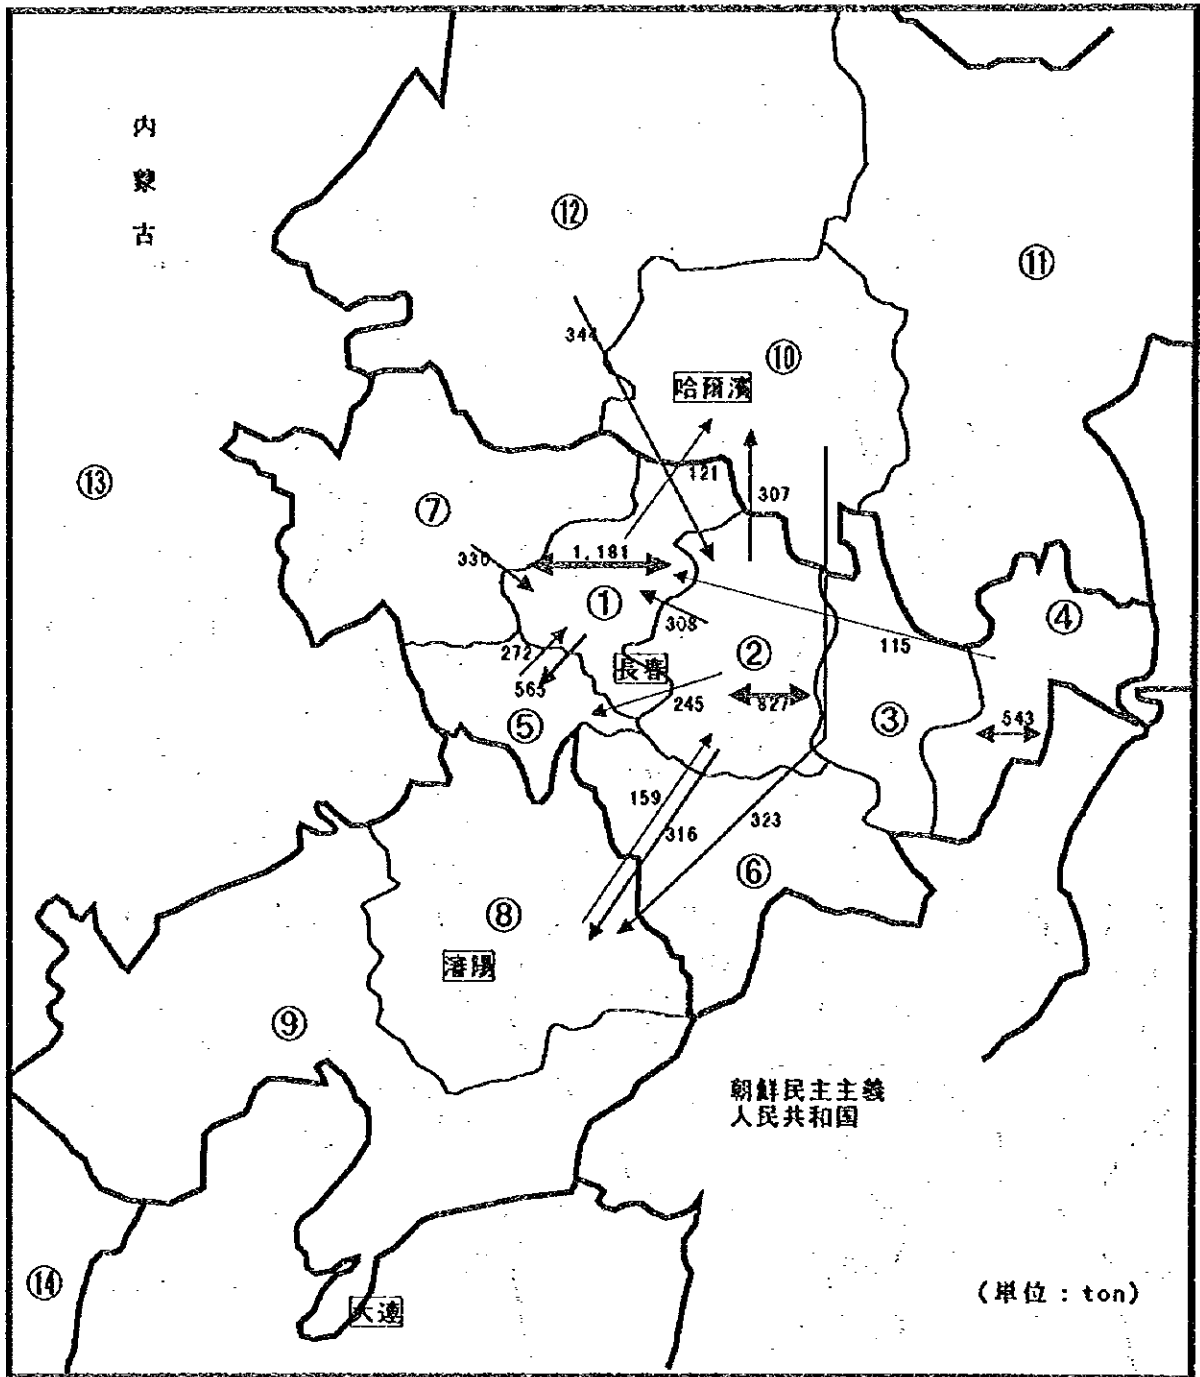 内
蒙
古
⑫
⑪
344
⑩
哈爾濱
⑬
121
307
⑦
330
1,181
①
④
308
②
115
272
長春
565
245
827
③
543
⑤
159
316
323
⑥
⑧
瀋陽
⑨
朝鮮民主主義
人民共和国
⑭
(単位:ton)
大連